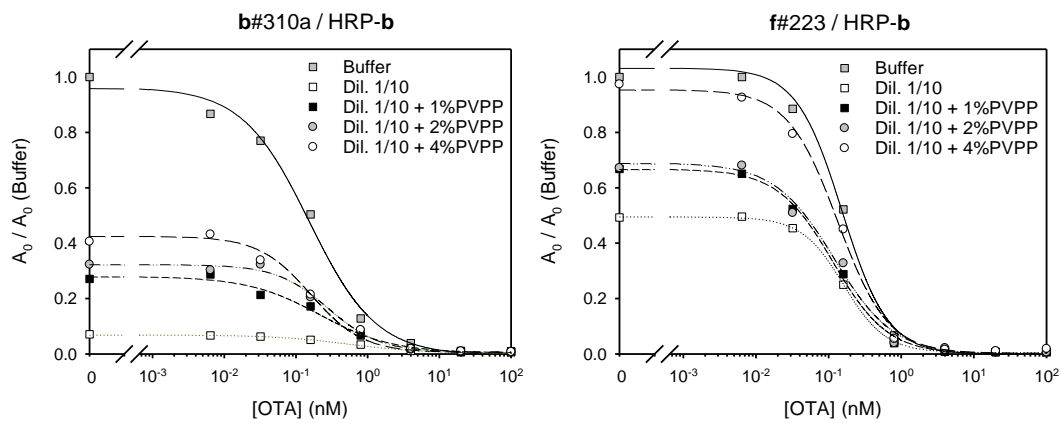 b#310a / HRP-b
A0 / A0 (Buffer)
1.0
0.8
0.6
0.4
0.2
0.0
Buffer
Dil. 1/10
Dil. 1/10 + 1%PVPP
Dil. 1/10 + 2%PVPP
Dil. 1/10 + 4%PVPP
0 10-3 10-2 10-1 100 101 102
[OTA] (nM)
f#223 / HRP-b
A0 / A0 (Buffer)
1.0
0.8
0.6
0.4
0.2
0.0
Buffer
Dil. 1/10
Dil. 1/10 + 1%PVPP
Dil. 1/10 + 2%PVPP
Dil. 1/10 + 4%PVPP
0 10-3 10-2 10-1 100 101 102
[OTA] (nM)